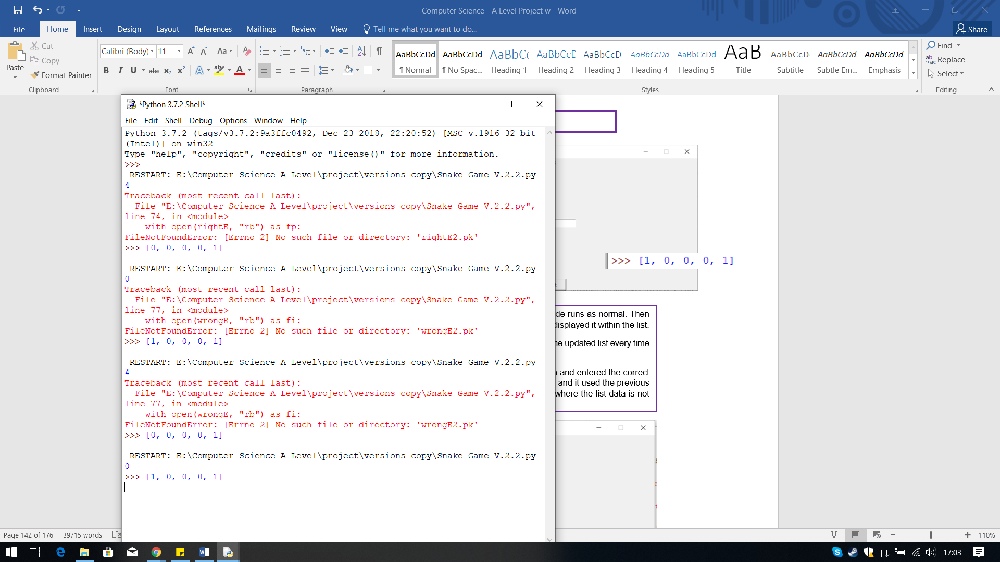 Computer Science - A Level Project w - Word
File Home Insert Design Layout References Mailings Review View Tell me what you want to do... Share
Cut
Copy
Paste
Format Painter
Clipboard
Calibri (Body) 11
Font
Paragraph
AaBbCcDd AaBbCcDd AaBbCc AaBbCcD AaBbCcD AaBbCcDd AaBbCcDd AaB AaBbCcD AaBbCcDd AaBbCcDd
¶ Normal ¶ No Spac... Heading 1 Heading 2 Heading 3 Heading 4 Heading 5 Title Subtitle Subtle Em... Emphasis
Styles
Find
Replace
Select
Editing
*Python 3.7.2 Shell*
File Edit Shell Debug Options Window Help
Python 3.7.2 (tags/v3.7.2:9a3ffc0492, Dec 23 2018, 22:20:52) [MSC v.1916 32 bit
(Intel)] on win32
Type "help", "copyright", "credits" or "license()" for more information.
>>>
RESTART: E:\Computer Science A Level\project\versions copy\Snake Game V.2.2.py
4
Traceback (most recent call last):
File "E:\Computer Science A Level\project\versions copy\Snake Game V.2.2.py",
line 74, in <module>
with open(rightE, "rb") as fp:
FileNotFoundError: [Errno 2] No such file or directory: 'rightE2.pk'
>>> [0, 0, 0, 0, 1]
RESTART: E:\Computer Science A Level\project\versions copy\Snake Game V.2.2.py
0
Traceback (most recent call last):
File "E:\Computer Science A Level\project\versions copy\Snake Game V.2.2.py",
line 77, in <module>
with open(wrongE, "rb") as fi:
FileNotFoundError: [Errno 2] No such file or directory: 'wrongE2.pk'
>>> [1, 0, 0, 0, 1]
RESTART: E:\Computer Science A Level\project\versions copy\Snake Game V.2.2.py
4
Traceback (most recent call last):
File "E:\Computer Science A Level\project\versions copy\Snake Game V.2.2.py",
line 77, in <module>
with open(wrongE, "rb") as fi:
FileNotFoundError: [Errno 2] No such file or directory: 'wrongE2.pk'
>>> [0, 0, 0, 0, 1]
RESTART: E:\Computer Science A Level\project\versions copy\Snake Game V.2.2.py
0
>>> [1, 0, 0, 0, 1]
>>> [1, 0, 0, 0, 1]
de runs as normal. Then
displayed it within the list.
he updated list every time
and entered the correct
and it used the previous
where the list data is not
Page 142 of 176 39715 words
110%
17:03